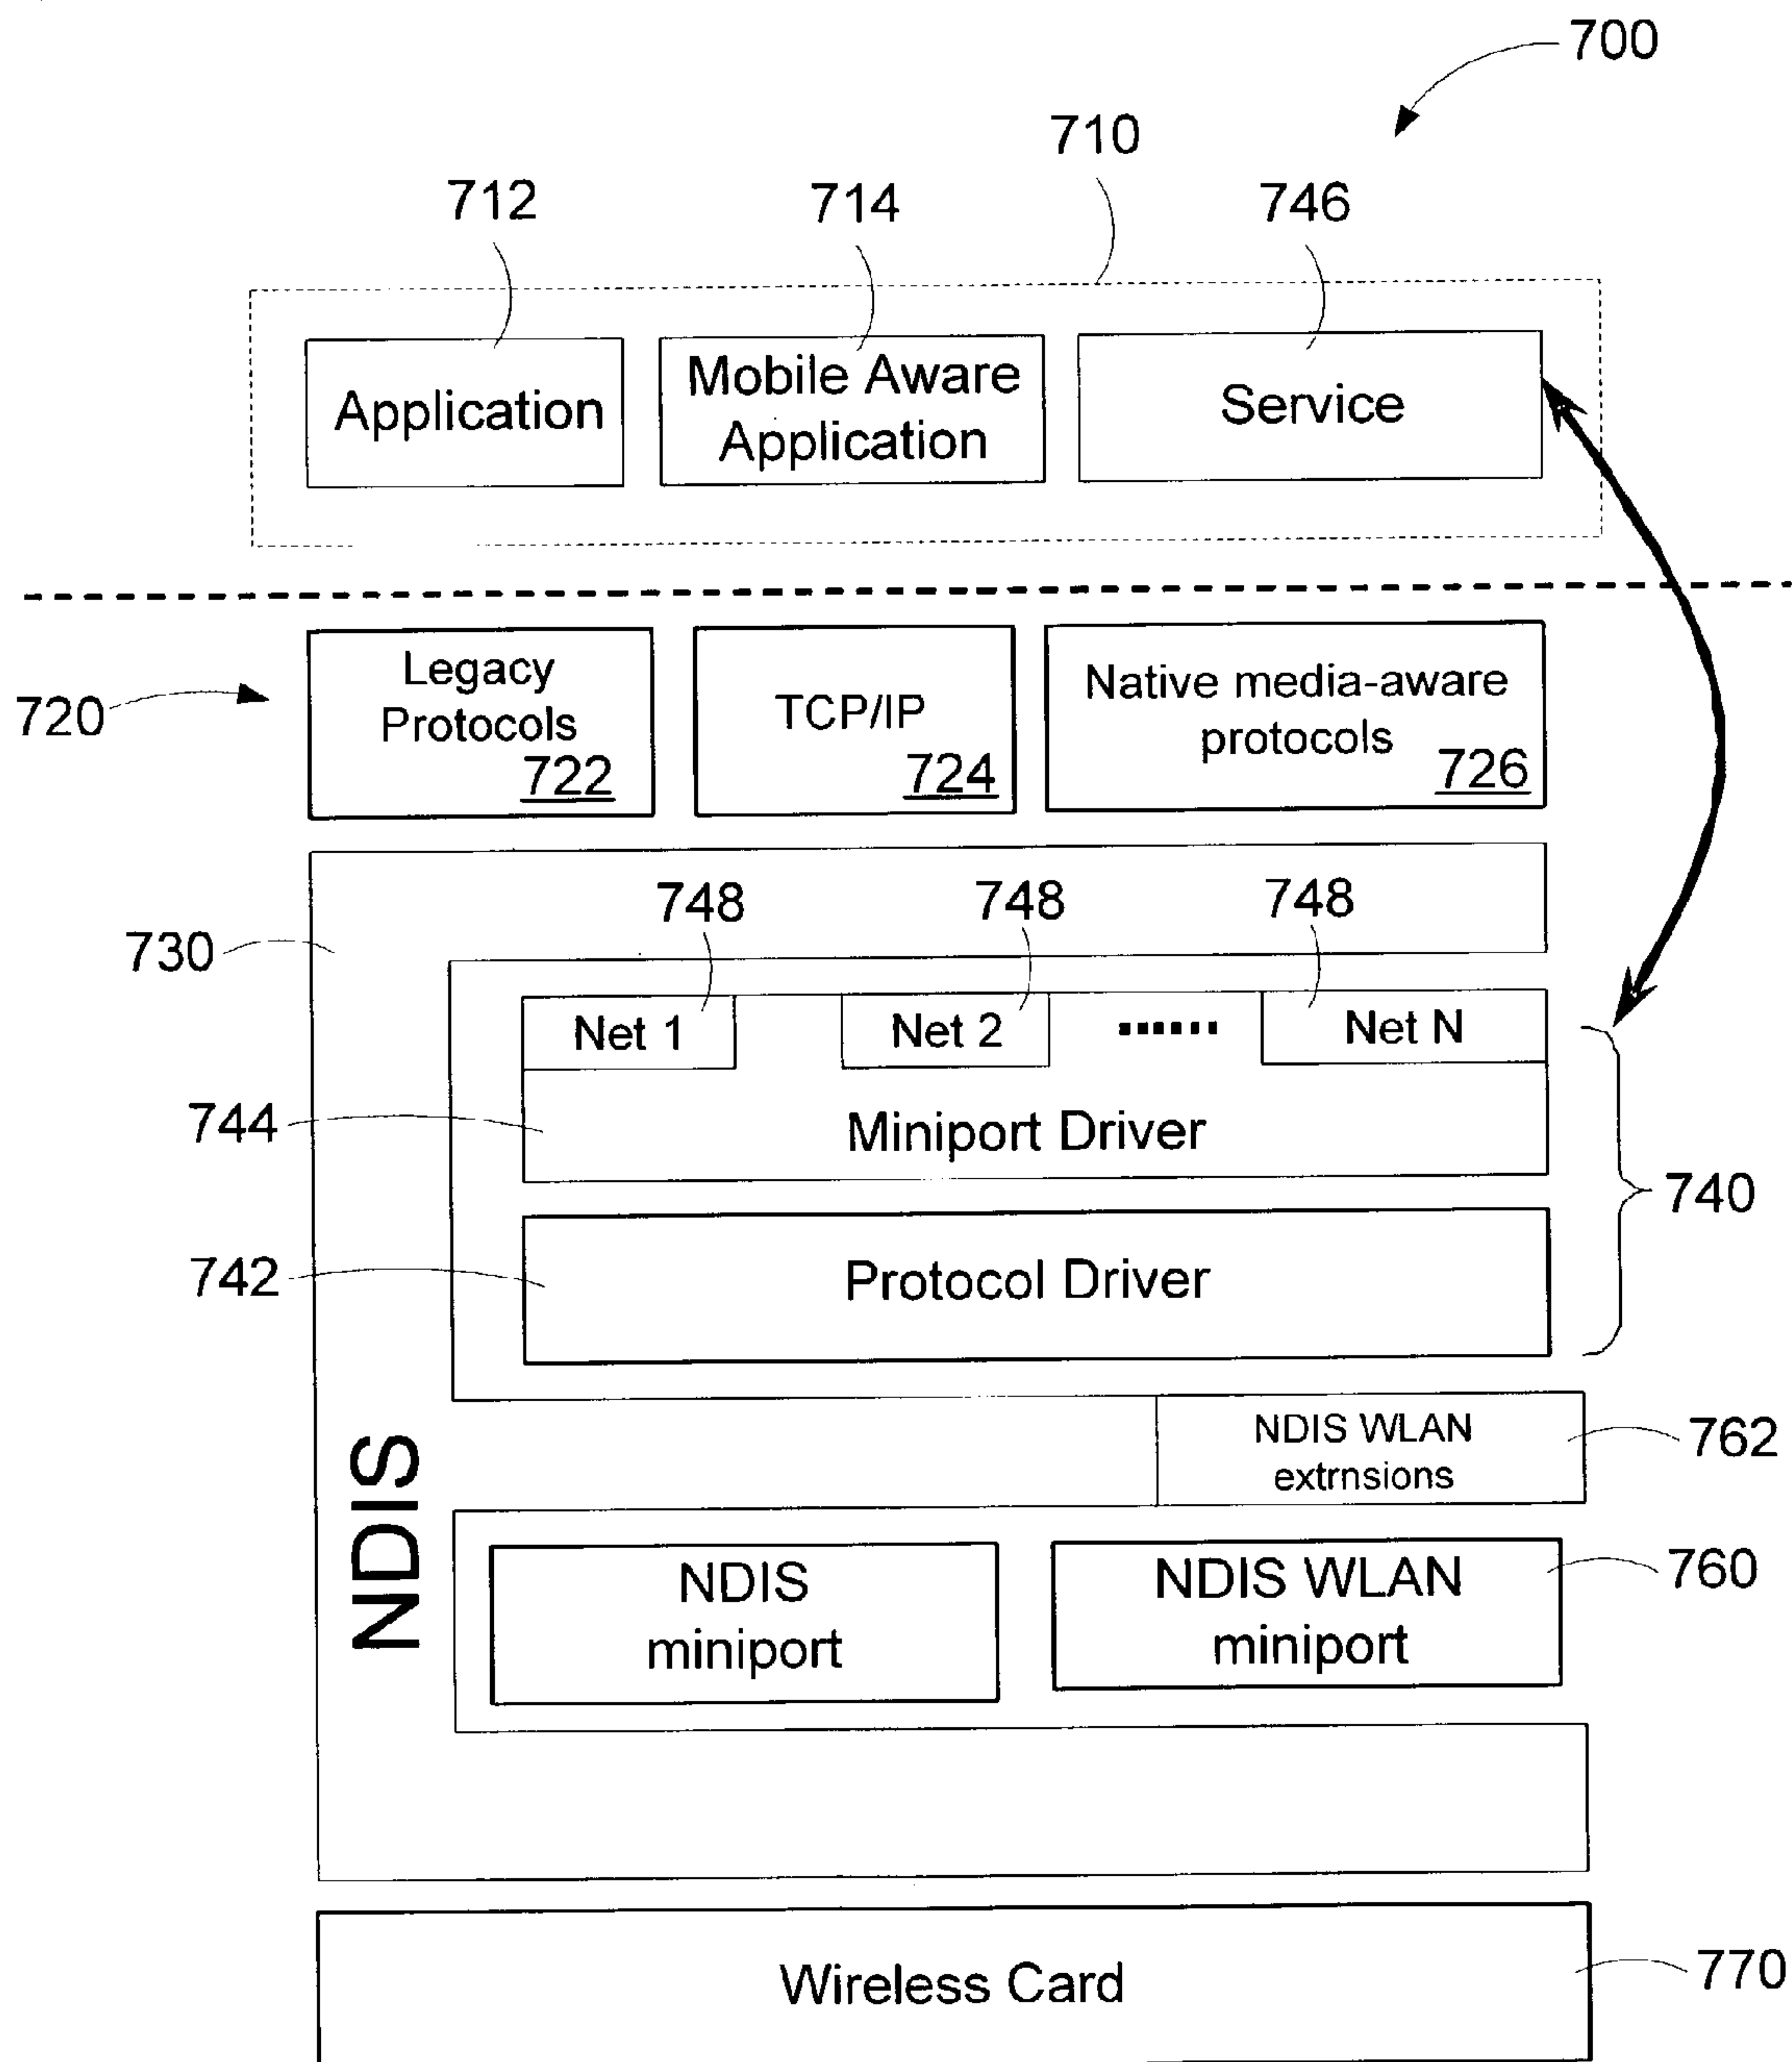 700
710
712
714
746
Application
Mobile Aware
Application
Service
Legacy
Protocols
722
TCP/IP
724
Native media-aware
protocols
726
720
748
748
748
730
Net 1
Net 2
......
Net N
744
Miniport Driver
740
742
Protocol Driver
NDIS
NDIS WLAN
extrnsions
762
NDIS
miniport
NDIS WLAN
miniport
760
Wireless Card
770